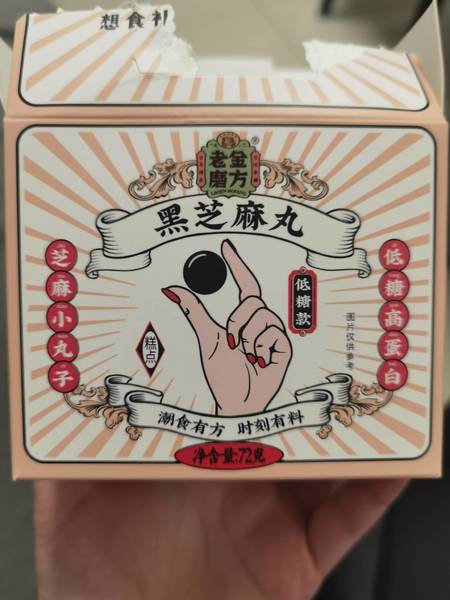 想食补
老金磨方
®
黑芝麻丸
芝麻小丸子
低糖高蛋白
低糖款
图片仅供参考
糕点
潮食有方 时刻有料
净含量:72克